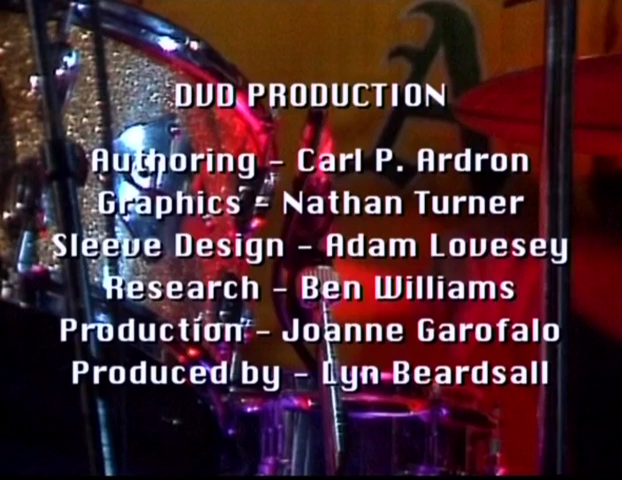 A
DVD PRODUCTION
Authoring - Carl P. Ardron
Graphics - Nathan Turner
Sleeve Design - Adam Lovesey
Research - Ben Williams
Production - Joanne Garofalo
Produced by - Lyn Beardsall